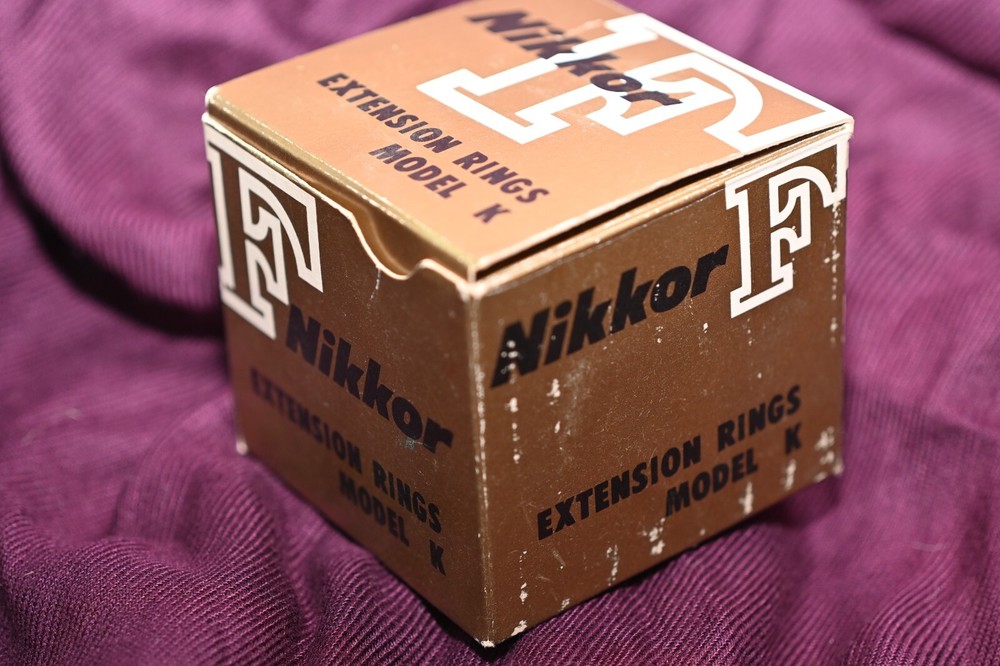 Nikkor F
EXTENSION RINGS
MODEL K
F
Nikkor
EXTENSION RINGS
MODEL K
Nikkor F
EXTENSION RINGS
MODEL K